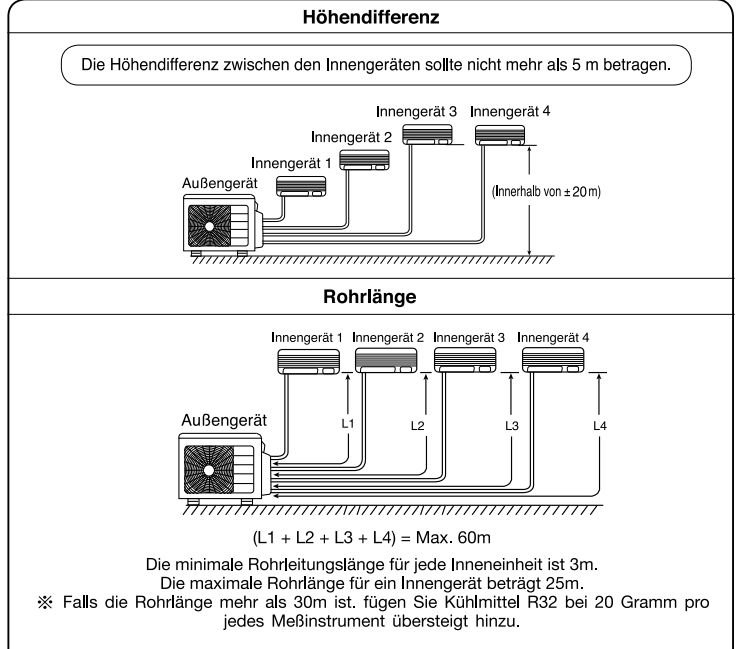 Höhendifferenz
Die Höhendifferenz zwischen den Innengeräten sollte nicht mehr als 5 m betragen.
Innengerät 3 Innengerät 4
Innengerät 2
Innengerät 1
Außengerät
(Innerhalb von ±20m)
Rohrlänge
Innengerät 1 Innengerät 2 Innengerät 3 Innengerät 4
Außengerät
L1 L2 L3 L4
(L1 + L2 + L3 + L4) = Max. 60m
Die minimale Rohrleitungslänge für jede Inneneinheit ist 3m.
Die maximale Rohrlänge für ein Innengerät beträgt 25m.
※ Falls die Rohrlänge mehr als 30m ist. fügen Sie Kühlmittel R32 bei 20 Gramm pro
jedes Meßinstrument übersteigt hinzu.